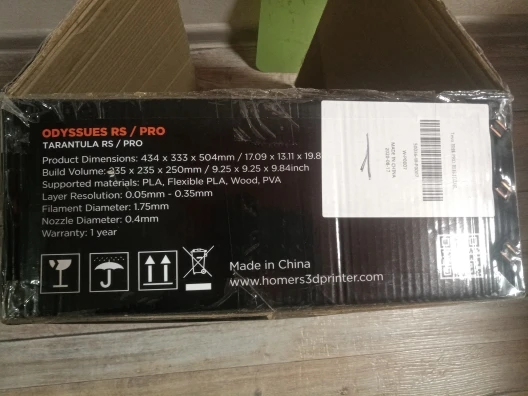 ODYSSUES RS / PRO
TARANTULA RS / PRO
Product Dimensions: 434 x 333 x 504mm / 17.09 x 13.11 x 19.8
Build Volume: 235 x 235 x 250mm / 9.25 x 9.25 x 9.84inch
Supported materials: PLA, Flexible PLA, Wood, PVA
Layer Resolution: 0.05mm - 0.35mm
Filament Diameter: 1.75mm
Nozzle Diameter: 0.4mm
Warranty: 1 year
Made in China
www.homers3dprinter.com
MADE IN CHINA